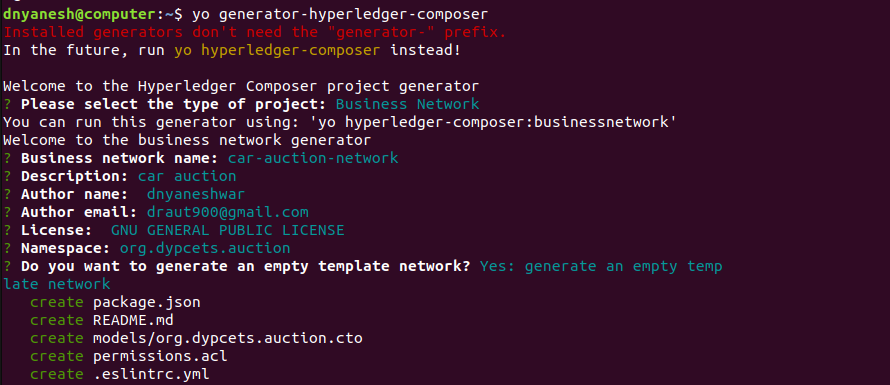 dnyanesh@computer:~$ yo generator-hyperledger-composer
Installed generators don't need the "generator-" prefix.
In the future, run yo hyperledger-composer instead!
Welcome to the Hyperledger Composer project generator
? Please select the type of project: Business Network
You can run this generator using: 'yo hyperledger-composer:businessnetwork'
Welcome to the business network generator
? Business network name: car-auction-network
? Description: car auction
? Author name:  dnyaneshwar
? Author email: draut900@gmail.com
? License:  GNU GENERAL PUBLIC LICENSE
? Namespace: org.dypcets.auction
? Do you want to generate an empty template network? Yes: generate an empty temp
late network
   create package.json
   create README.md
   create models/org.dypcets.auction.cto
   create permissions.acl
   create .eslintrc.yml